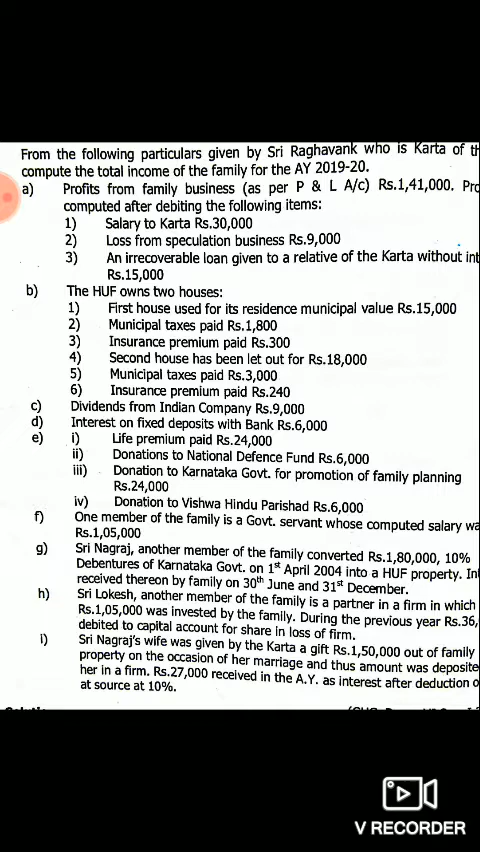 From the following particulars given by Sri Raghavank who is Karta of
compute the total income of the family for the AY 2019-20.
a) Profits from family business (as per P & L A/c) Rs.1,41,000.
computed after debiting the following items:
1) Salary to Karta Rs.30,000
2) Loss from speculation business Rs.9,000
3) An irrecoverable loan given to a relative of the Karta without
Rs.15,000
b) The HUF owns two houses:
1) First house used for its residence municipal value Rs.15,000
2) Municipal taxes paid Rs.1,800
3) Insurance premium paid Rs.300
4) Second house has been let out for Rs.18,000
5) Municipal taxes paid Rs.3,000
6) Insurance premium paid Rs.240
c) Dividends from Indian Company Rs.9,000
d) Interest on fixed deposits with Bank Rs.6,000
e) i) Life premium paid Rs.24,000
ii) Donations to National Defence Fund Rs.6,000
iii) Donation to Karnataka Govt. for promotion of family planning
Rs.24,000
iv) Donation to Vishwa Hindu Parishad Rs.6,000
f) One member of the family is a Govt. servant whose computed salary
Rs.1,05,000
g) Sri Nagraj, another member of the family converted Rs.1,80,000, 10%
Debentures of Karnataka Govt. on 1st April 2004 into a HUF property.
received thereon by family on 30th June and 31st December.
h) Sri Lokesh, another member of the family is a partner in a firm in which
Rs.1,05,000 was invested by the family. During the previous year Rs.36,
debited to capital account for share in loss of firm.
i) Sri Nagraj's wife was given by the Karta a gift Rs.1,50,000 out of family
property on the occasion of her marriage and thus amount was
her in a firm. Rs.27,000 received in the A.Y. as interest after deduction
at source at 10%.
V RECORDER